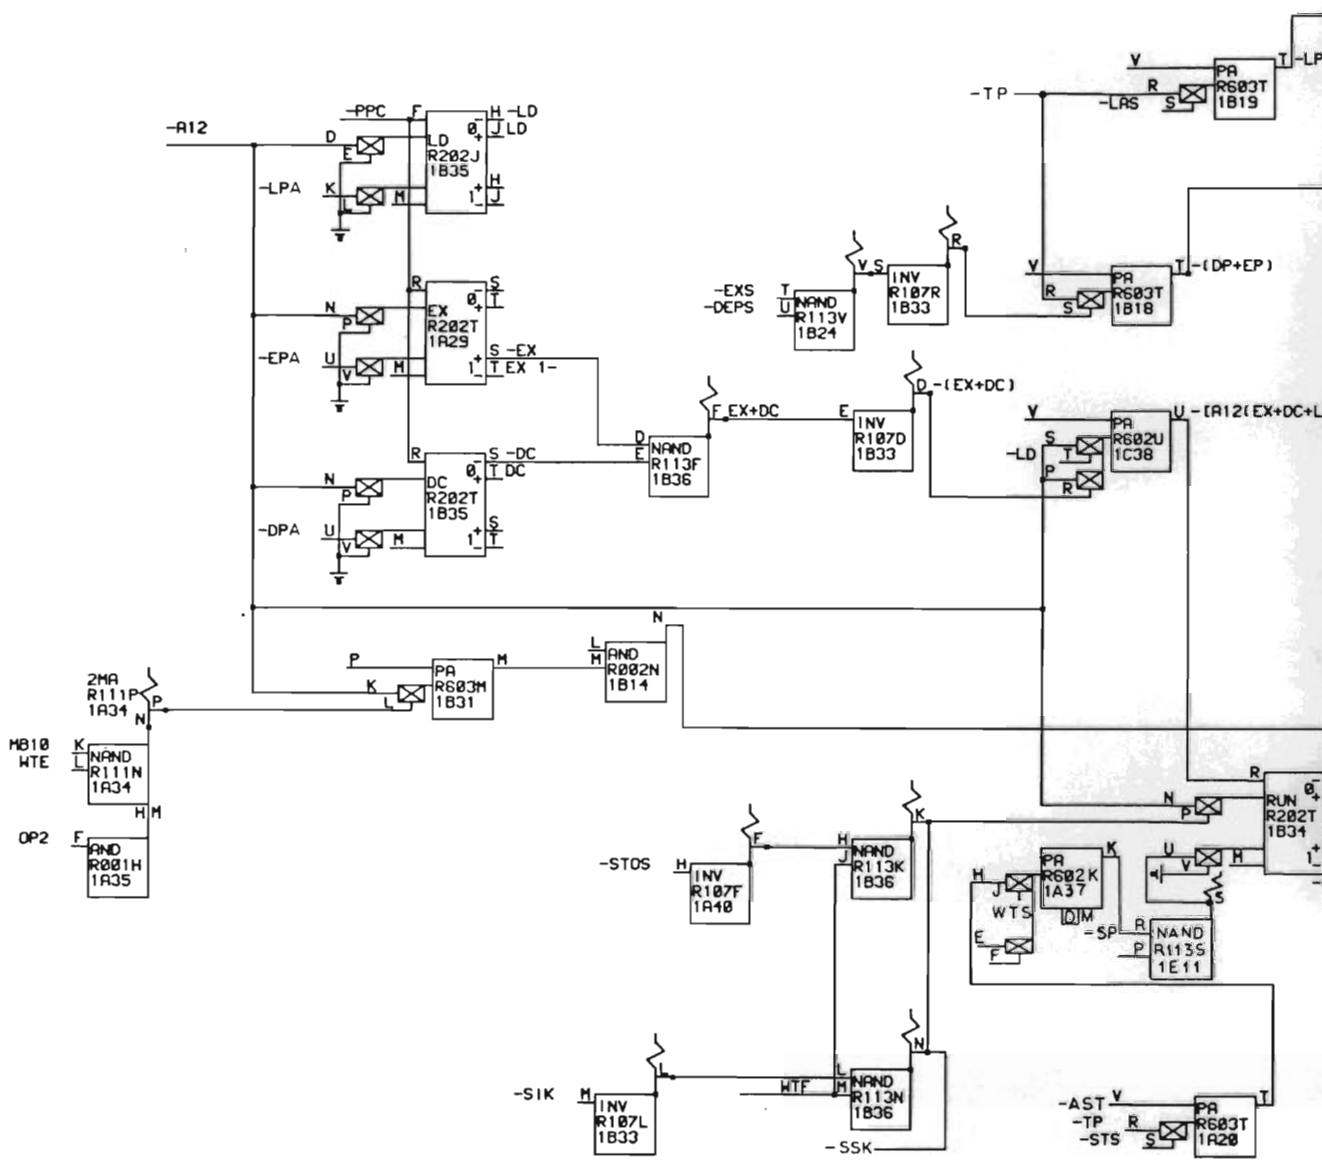 V
PA
R603T
1B19
T
-LP
R
S
-TP
-LAS
-PPC
F
H
-LD
J
LD
0
-
+
LD
R202J
1B35
-A12
D
E
-LPA
K
L
M
1
+
-
H
J
R
S
0
+
T
EX
R202T
1A29
N
P
-EPA
U
V
M
S
-EX
1
+
-
T
EX 1-
R
S
-DC
0
-
+
T
DC
DC
R202T
1B35
N
P
-DPA
U
V
M
1
+
-
S
T
-EXS
T
-DEPS
U
NAND
R113V
1B24
V
S
INV
R107R
1B33
R
V
PA
R603T
1B18
T
-(DP+EP)
R
S
D
E
NAND
R113F
1B36
F
EX+DC
E
INV
R107D
1B33
D
-(EX+DC)
V
PA
R602U
1C38
U
-[A12(EX+DC+L
S
-LD
T
P
R
P
PA
R603M
1B31
M
K
L
L
M
AND
R002N
1B14
N
2MA
R111P
1A34
P
N
MB10
K
WTE
L
NAND
R111N
1A34
H
M
OP2
F
AND
R001H
1A35
-STOS
H
INV
R107F
1A40
F
H
J
NAND
R113K
1B36
K
R
0
-
+
RUN
R202T
1B34
N
P
U
V
M
1
+
-
H
J
PA
R602K
1A37
K
WTS
M
E
F
-SP
R
P
NAND
R113S
1E11
S
-SIK
M
INV
R107L
1B33
L
L
WTF
M
NAND
R113N
1B36
N
-SSK
-AST
V
-TP
R
-STS
S
PA
R603T
1A20
T